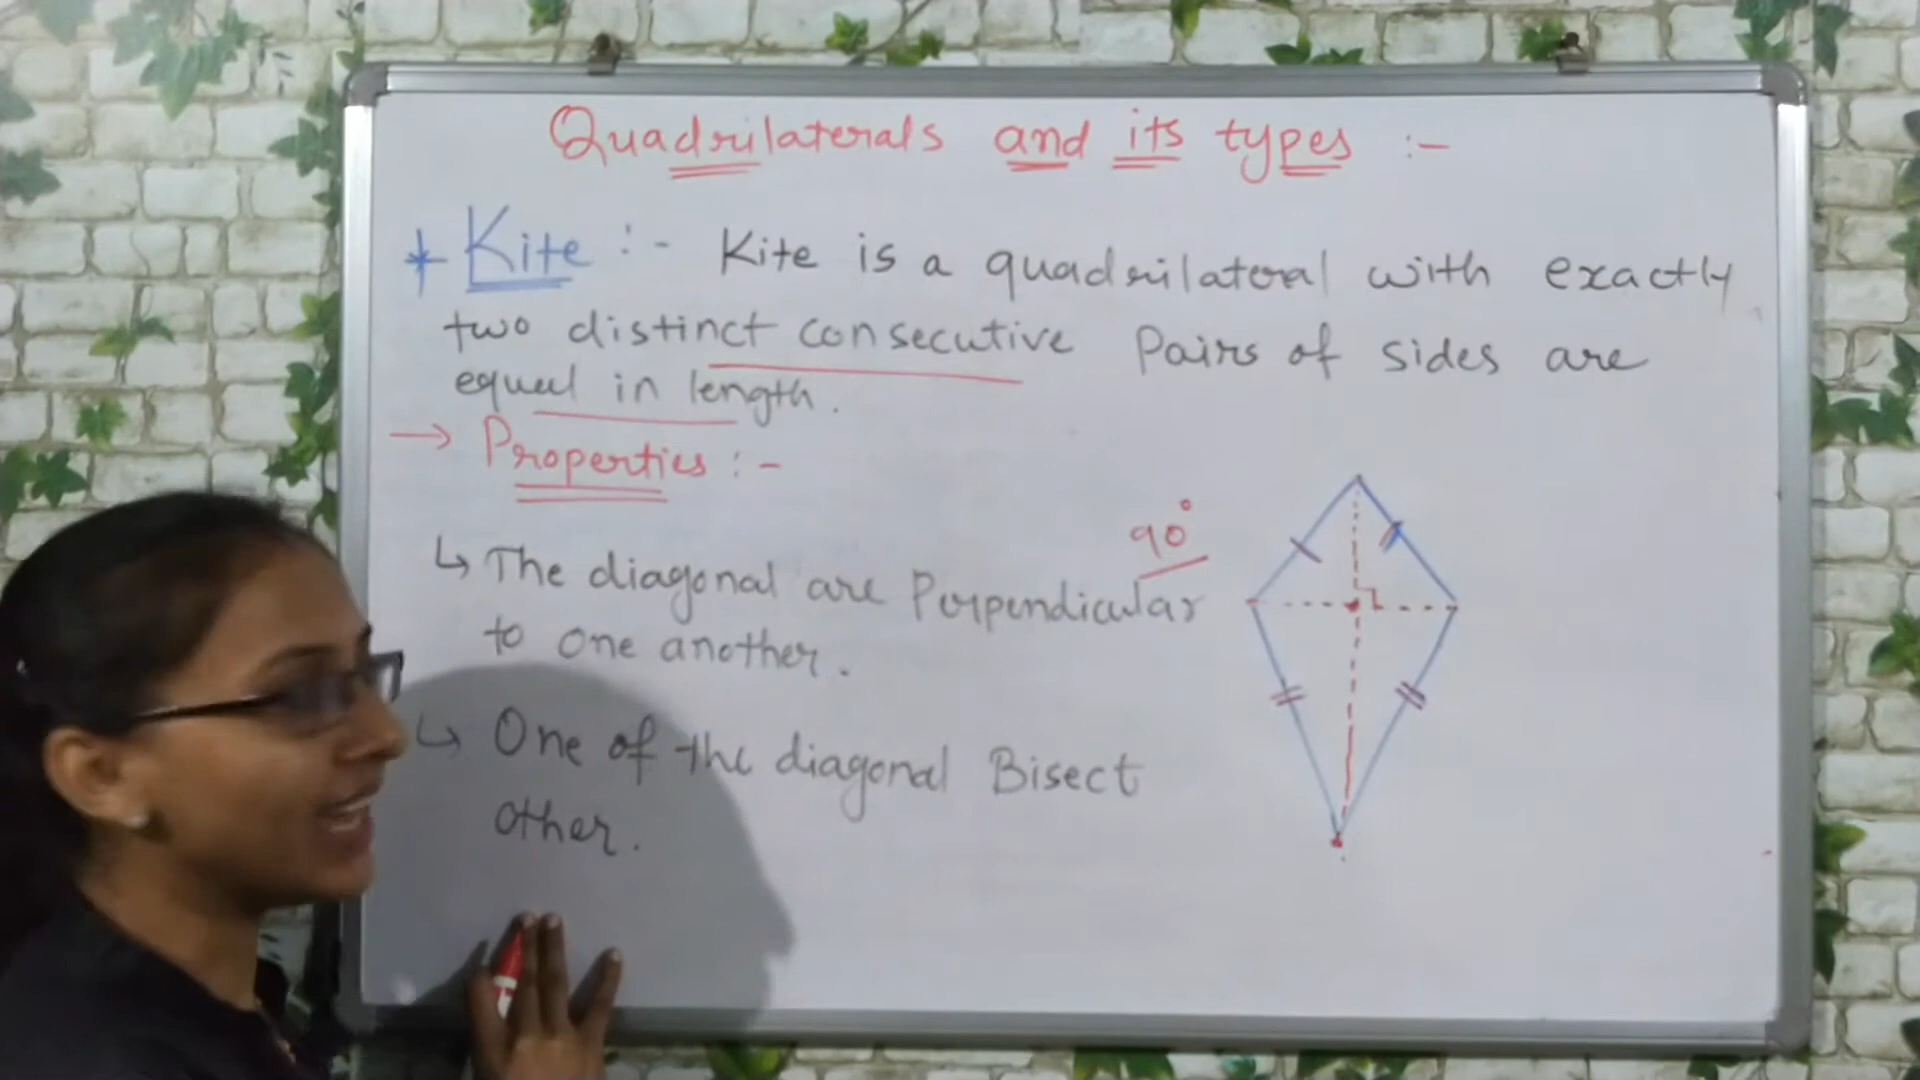 Quadrilaterals and its types :-
* Kite :- Kite is a quadrilateral with exactly
two distinct consecutive Pairs of sides are
equal in length.
→ Properties :-
90°
↳ The diagonal are Perpendicular
to one another.
↳ One of the diagonal Bisect
other.